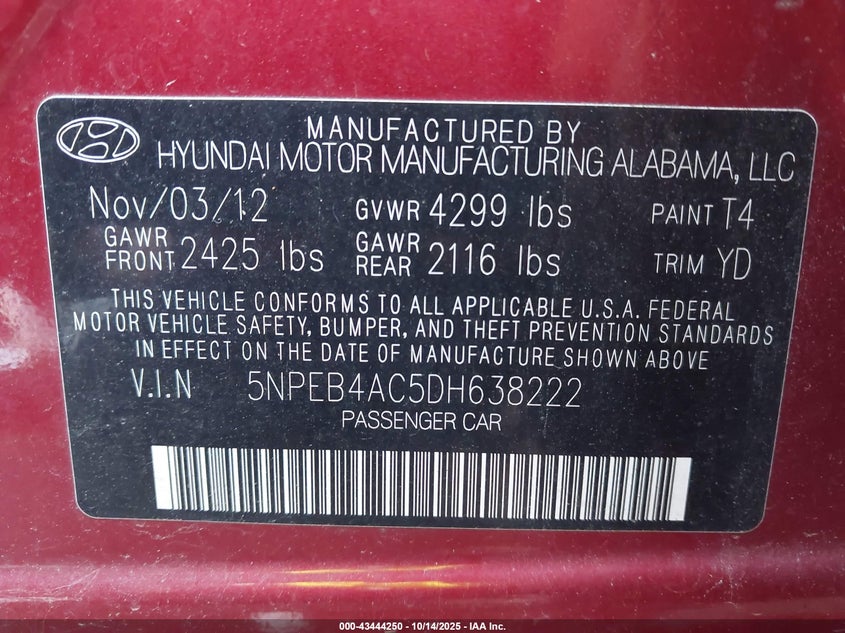 MANUFACTURED BY
HYUNDAI MOTOR MANUFACTURING ALABAMA, LLC
Nov/03/12 GVWR 4299 lbs PAINT T4
GAWR FRONT 2425 lbs GAWR REAR 2116 lbs TRIM YD
THIS VEHICLE CONFORMS TO ALL APPLICABLE U.S.A. FEDERAL
MOTOR VEHICLE SAFETY, BUMPER, AND THEFT PREVENTION STANDARDS
IN EFFECT ON THE DATE OF MANUFACTURE SHOWN ABOVE
V.I.N 5NPEB4AC5DH638222
PASSENGER CAR
000-43444250 - 10/14/2025 - IAA Inc.